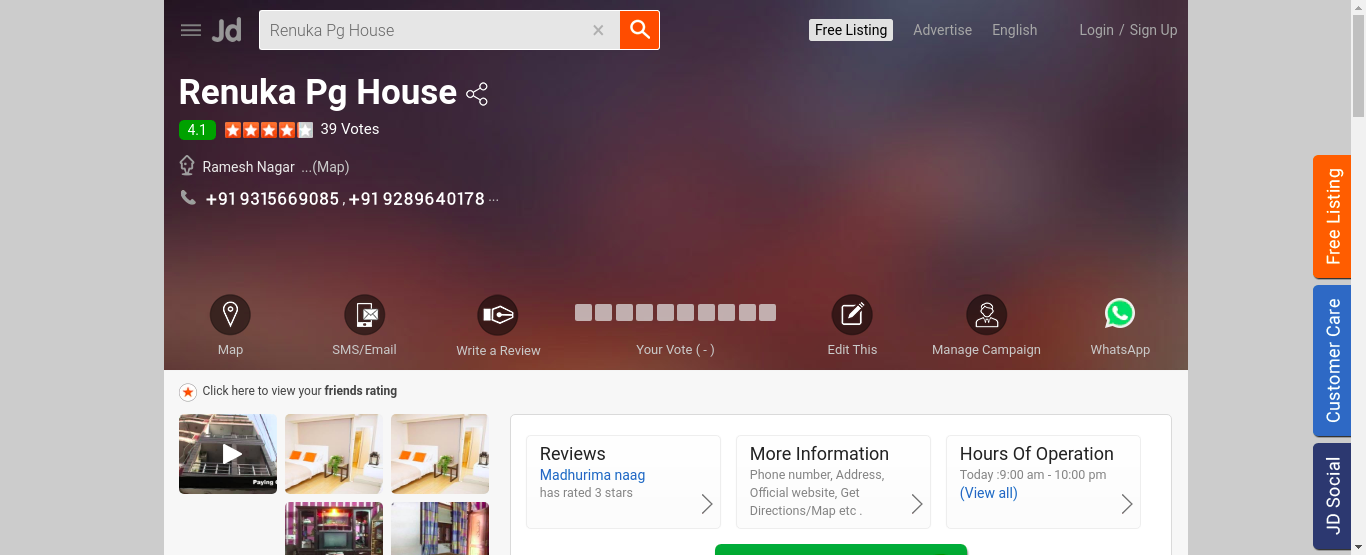 Jd
Renuka Pg House
Free Listing
Advertise
English
Login / Sign Up
Renuka Pg House
4.1
39 Votes
Ramesh Nagar ...(Map)
+91 9315669085 , +91 9289640178 ...
Map
SMS/Email
Write a Review
Your Vote ( - )
Edit This
Manage Campaign
WhatsApp
Click here to view your friends rating
Paying
Reviews
Madhurima naag
has rated 3 stars
More Information
Phone number, Address,
Official website, Get
Directions/Map etc .
Hours Of Operation
Today :9:00 am - 10:00 pm
(View all)
Free Listing
Customer Care
JD Social